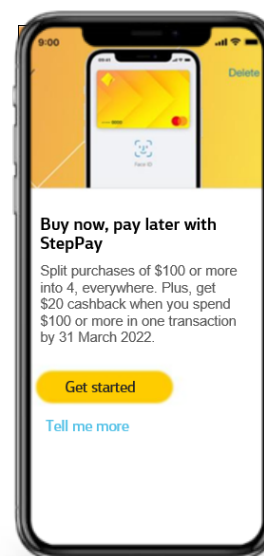 9:00
Delete
Face ID
Buy now, pay later with
StepPay
Split purchases of $100 or more
into 4, everywhere. Plus, get
$20 cashback when you spend
$100 or more in one transaction
by 31 March 2022.
Get started
Tell me more